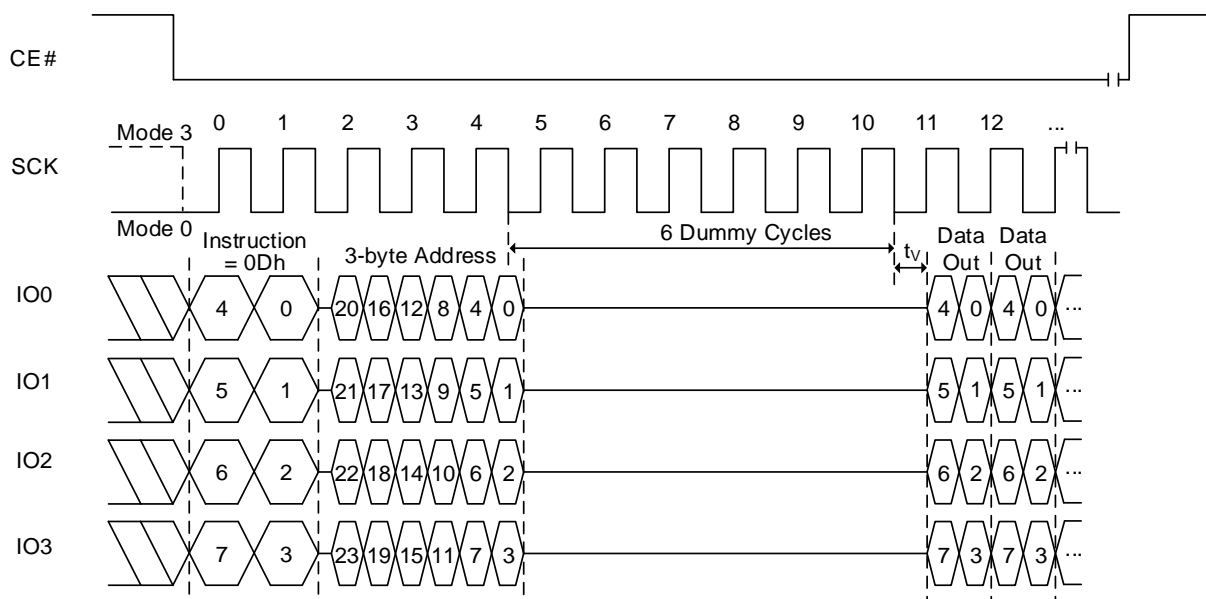 CE#
0 1 2 3 4 5 6 7 8 9 10 11 12 ...
Mode 3
SCK
Mode 0
Instruction
= 0Dh
3-byte Address
6 Dummy Cycles
tV
Data
Out
Data
Out
IO0 4 0 20 16 12 8 4 0 4 0 4 0 ...
IO1 5 1 21 17 13 9 5 1 5 1 5 1 ...
IO2 6 2 22 18 14 10 6 2 6 2 6 2 ...
IO3 7 3 23 19 15 11 7 3 7 3 7 3 ...